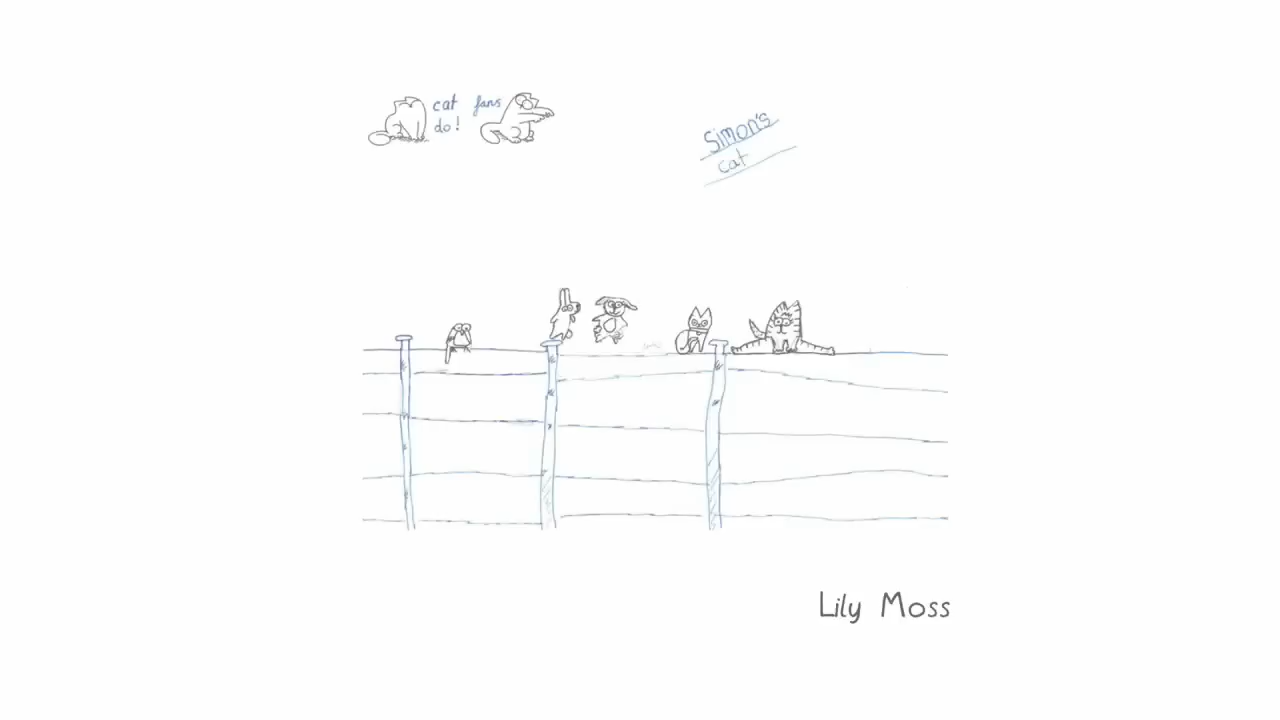 cat fans
do!
Simon's
cat
Lily Moss